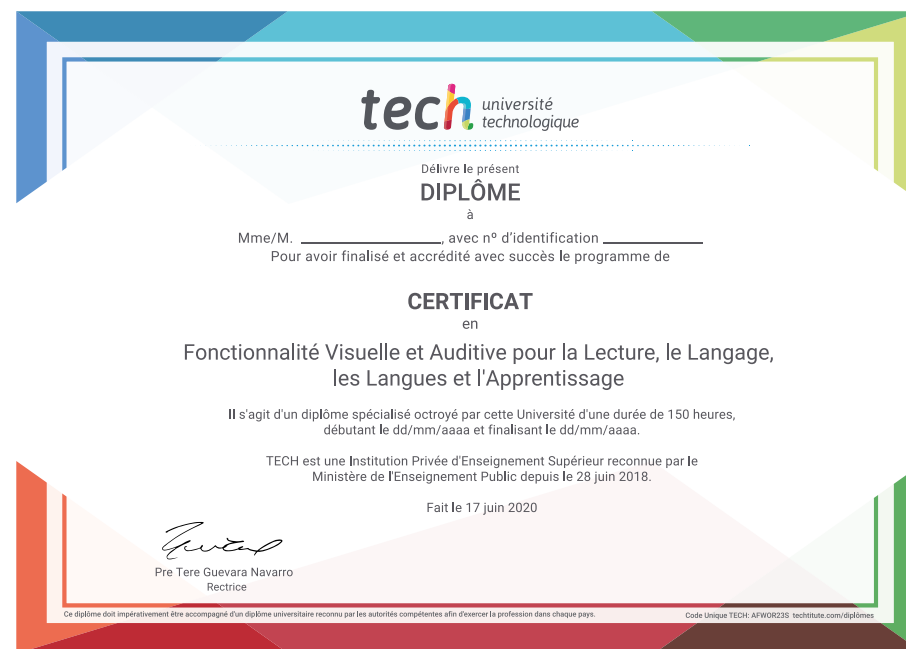 tech université
technologique
Délivre le présent
DIPLÔME
à
Mme/M. ____________________, avec nº d'identification ______________
Pour avoir finalisé et accrédité avec succès le programme de
CERTIFICAT
en
Fonctionnalité Visuelle et Auditive pour la Lecture, le Langage,
les Langues et l'Apprentissage
Il s'agit d'un diplôme spécialisé octroyé par cette Université d'une durée de 150 heures,
débutant le dd/mm/aaaa et finalisant le dd/mm/aaaa.
TECH est une Institution Privée d'Enseignement Supérieur reconnue par le
Ministère de l'Enseignement Public depuis le 28 juin 2018.
Fait le 17 juin 2020
Pre Tere Guevara Navarro
Rectrice
Ce diplôme doit impérativement être accompagné d'un diplôme universitaire reconnu par les autorités compétentes afin d'exercer la profession dans chaque pays.
Code Unique TECH: AFWOR23S techtitute.com/diplômes